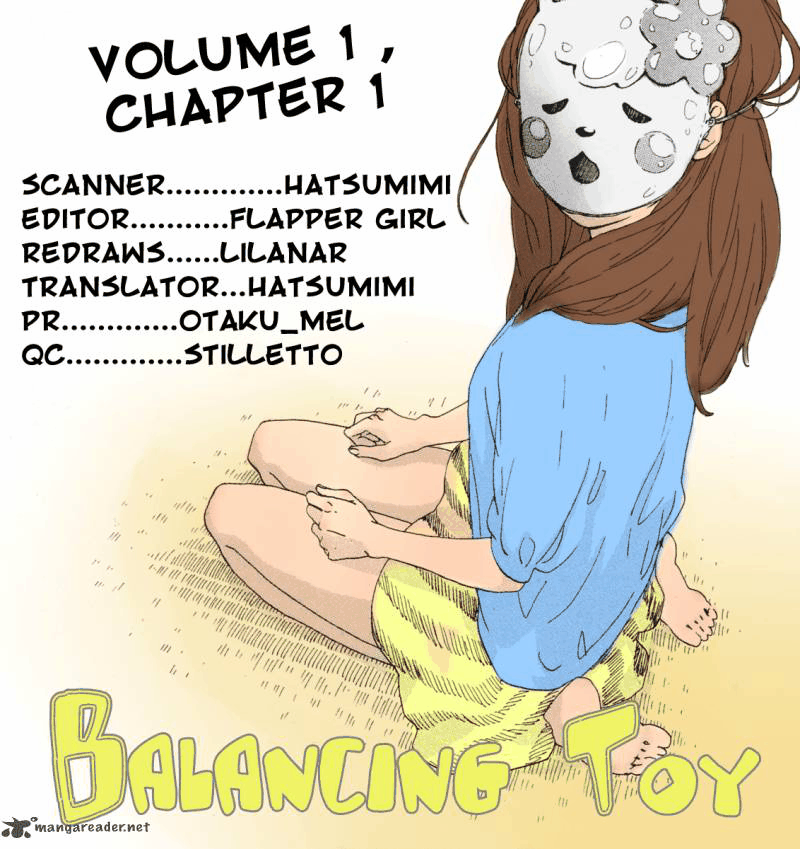 VOLUME 1 ,
CHAPTER 1
SCANNER.............HATSUMIMI
EDITOR...........FLAPPER GIRL
REDRAWS......LILANAR
TRANSLATOR...HATSUMIMI
PR.............OTAKU_MEL
QC.............STILLETTO
BALANCING TOY
mangareader.net